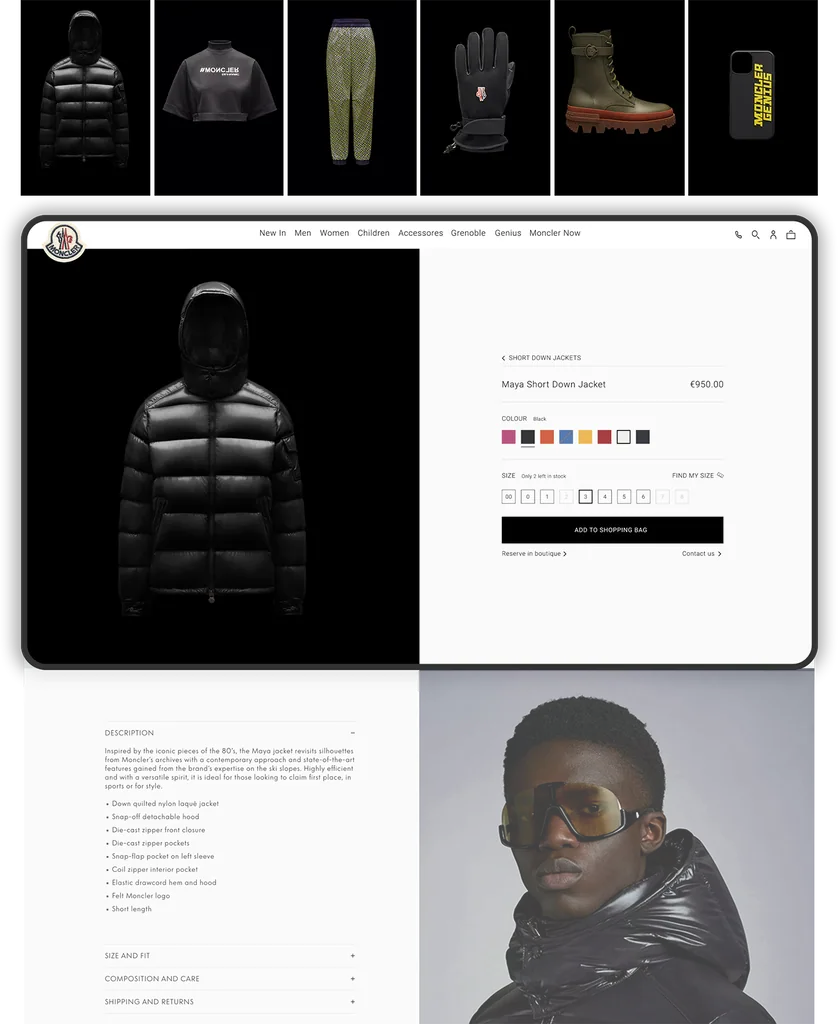 #MONCLER
MONCLER
GENIUS
MONCLER
New In Men Women Children Accessores Grenoble Genius Moncler Now
SHORT DOWN JACKETS
Maya Short Down Jacket €950.00
COLOUR Black
SIZE Only 2 left in stock FIND MY SIZE
00 0 1 2 3 4 5 6 7 8
ADD TO SHOPPING BAG
Reserve in boutique Contact us
DESCRIPTION
Inspired by the iconic pieces of the 80's, the Maya jacket revisits silhouettes
from Moncler's archives with a contemporary approach and state-of-the-art
features gained from the brand's expertise on the ski slopes. Highly efficient
and with a versatile spirit, it is ideal for those looking to claim first place, in
sports or for style.
• Down quilted nylon laqué jacket
• Snap-off detachable hood
• Die-cast zipper front closure
• Die-cast zipper pockets
• Snap-flap pocket on left sleeve
• Coil zipper interior pocket
• Elastic drawcord hem and hood
• Felt Moncler logo
• Short length
SIZE AND FIT
COMPOSITION AND CARE
SHIPPING AND RETURNS